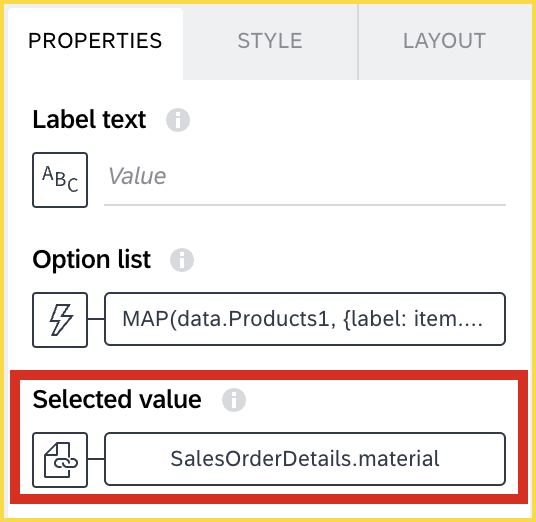 PROPERTIES STYLE LAYOUT
Label text i
ABC Value
Option list i
MAP(data.Products1, {label: item....
Selected value i
SalesOrderDetails.material